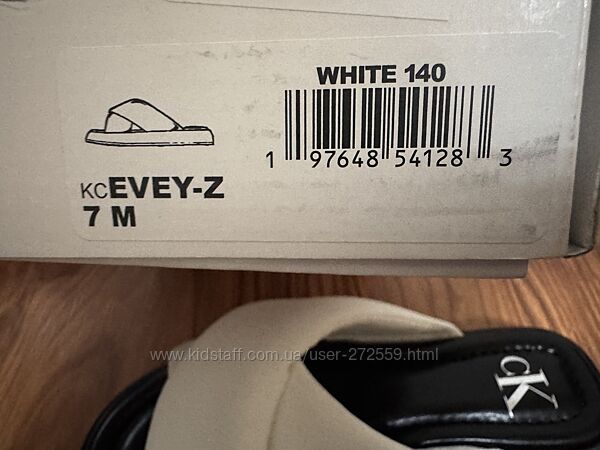 WHITE 140
1 97648 54128 3
KCEVEY-Z
7 M
www.kidstaff.com.ua/user-272559.html
CK